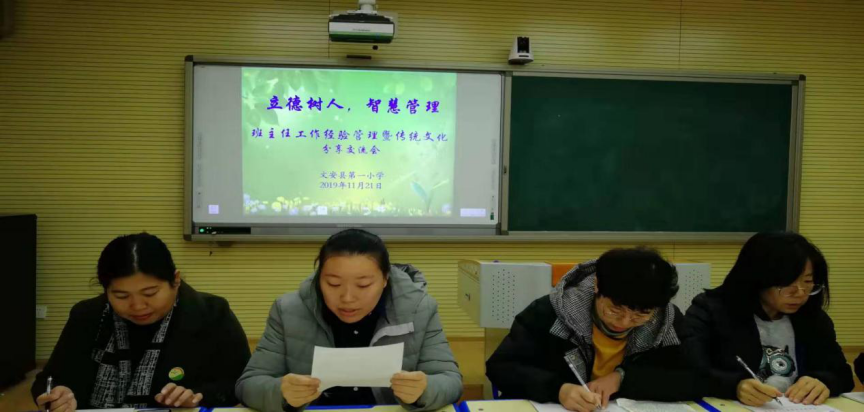 立德树人，智慧管理
班主任工作经验管理暨传统文化
分享交流会
文安县第一小学
2019年11月21日